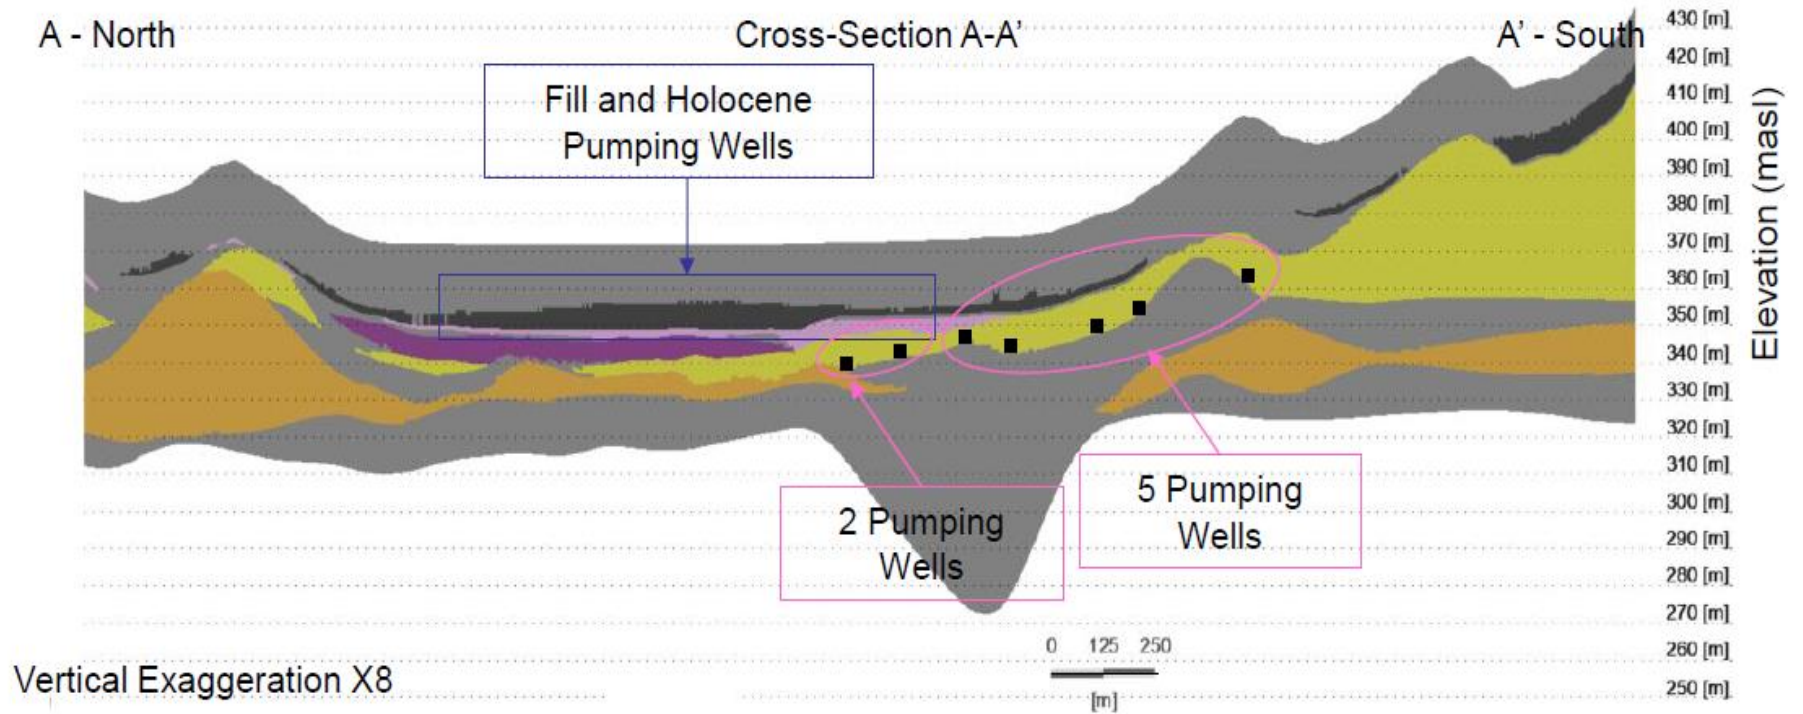 A - North
Cross-Section A-A’
A’ - South
Fill and Holocene
Pumping Wells
430 [m]
420 [m]
410 [m]
400 [m]
390 [m]
380 [m]
370 [m]
360 [m]
350 [m]
340 [m]
330 [m]
320 [m]
310 [m]
300 [m]
290 [m]
280 [m]
270 [m]
260 [m]
250 [m]
Elevation (masl)
2 Pumping
Wells
5 Pumping
Wells
0 125 250
[m]
Vertical Exaggeration X8